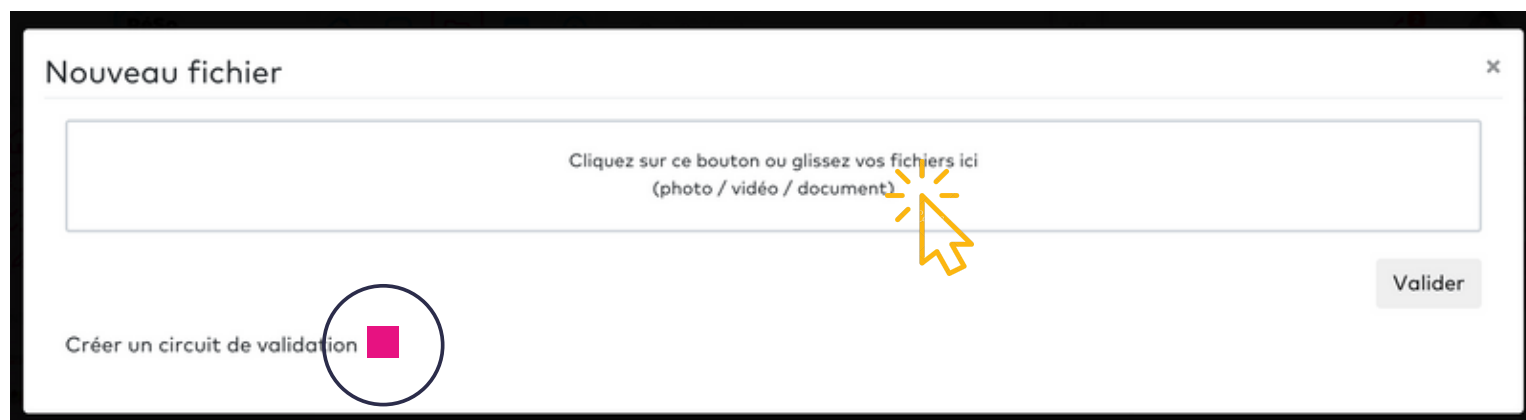 Nouveau fichier
×
Cliquez sur ce bouton ou glissez vos fichiers ici
(photo / vidéo / document)
Valider
Créer un circuit de validation